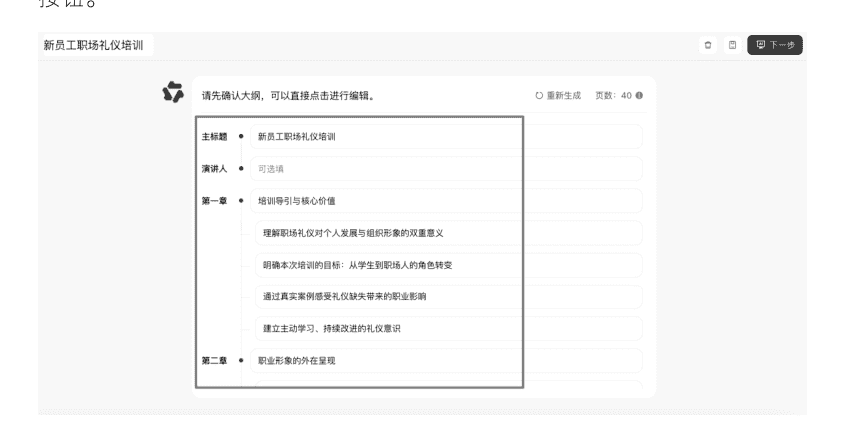 按钮。
新员工职场礼仪培训
下一步
请先确认大纲，可以直接点击进行编辑。
重新生成 页数：40
主标题 新员工职场礼仪培训
演讲人 可选填
第一章 培训导引与核心价值
理解职场礼仪对个人发展与组织形象的双重意义
明确本次培训的目标：从学生到职场人的角色转变
通过真实案例感受礼仪缺失带来的职业影响
建立主动学习、持续改进的礼仪意识
第二章 职业形象的外在呈现